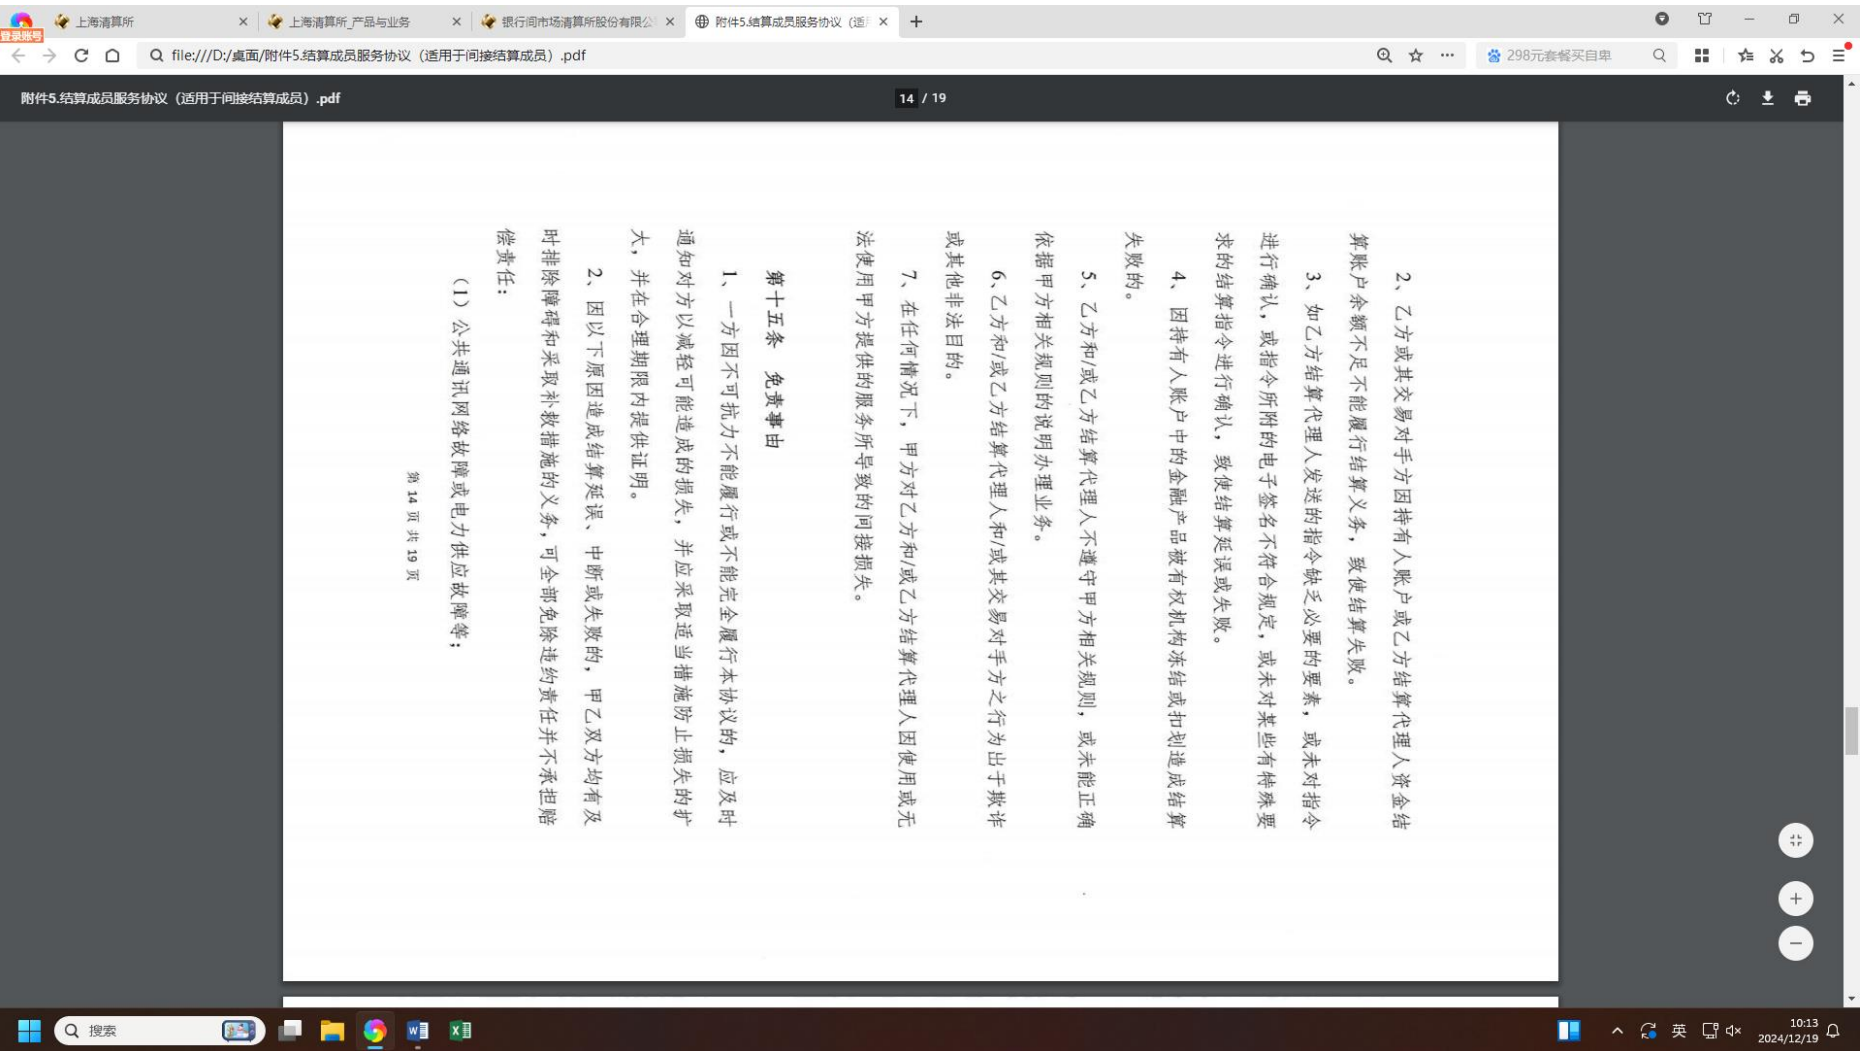 上海清算所
上海清算所_产品与业务
银行间市场清算所股份有限公
附件5.结算成员服务协议（适
登录账号
file:///D:/桌面/附件5.结算成员服务协议（适用于间接结算成员）.pdf
298元套餐买自卑
附件5.结算成员服务协议（适用于间接结算成员）.pdf
14 / 19
2、乙方或其交易对手方因持有人账户或乙方结算代理人资金结
算账户余额不足不能履行结算义务，致使结算失败。
3、如乙方结算代理人发送的指令缺乏必要的要素，或未对指令
进行确认，或指令所附的电子签名不符合规定，或未对某些有特殊要
求的结算指令进行确认，致使结算延误或失败。
4、因持有人账户中的金融产品被有权机构冻结或扣划造成结算
失败的。
5、乙方和/或乙方结算代理人不遵守甲方相关规则，或未能正确
依据甲方相关规则的说明办理业务。
6、乙方和/或乙方结算代理人和/或其交易对手方之行为出于欺诈
或其他非法目的。
7、在任何情况下，甲方对乙方和/或乙方结算代理人因使用或无
法使用甲方提供的服务所导致的间接损失。
第十五条 免责事由
1、一方因不可抗力不能履行或不能完全履行本协议的，应及时
通知对方以减轻可能造成的损失，并应采取适当措施防止损失的扩
大，并在合理期限内提供证明。
2、因以下原因造成结算延误、中断或失败的，甲乙双方均有及
时排除障碍和采取补救措施的义务，可全部免除违约责任并不承担赔
偿责任：
（1）公共通讯网络故障或电力供应故障等；
第 14 页 共 19 页
搜索
英
10:13
2024/12/19